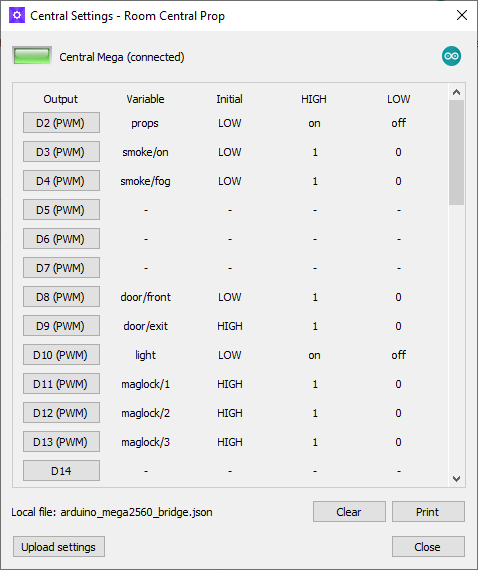 Central Settings - Room Central Prop
Central Mega (connected)
Output Variable Initial HIGH LOW
D2 (PWM) props LOW on off
D3 (PWM) smoke/on LOW 1 0
D4 (PWM) smoke/fog LOW 1 0
D5 (PWM) - - - -
D6 (PWM) - - - -
D7 (PWM) - - - -
D8 (PWM) door/front LOW 1 0
D9 (PWM) door/exit HIGH 1 0
D10 (PWM) light LOW on off
D11 (PWM) maglock/1 HIGH 1 0
D12 (PWM) maglock/2 HIGH 1 0
D13 (PWM) maglock/3 HIGH 1 0
D14 - - - -
Local file: arduino_mega2560_bridge.json Clear Print
Upload settings Close